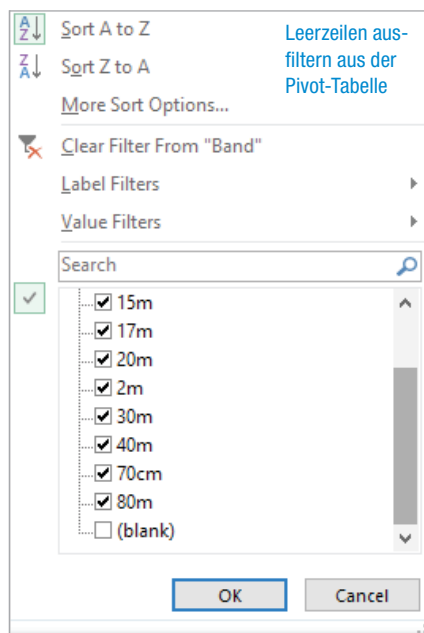 Sort A to Z
Sort Z to A
More Sort Options...
Leerzeilen aus-
filtern aus der
Pivot-Tabelle
Clear Filter From "Band"
Label Filters
Value Filters
Search
15m
17m
20m
2m
30m
40m
70cm
80m
(blank)
OK
Cancel